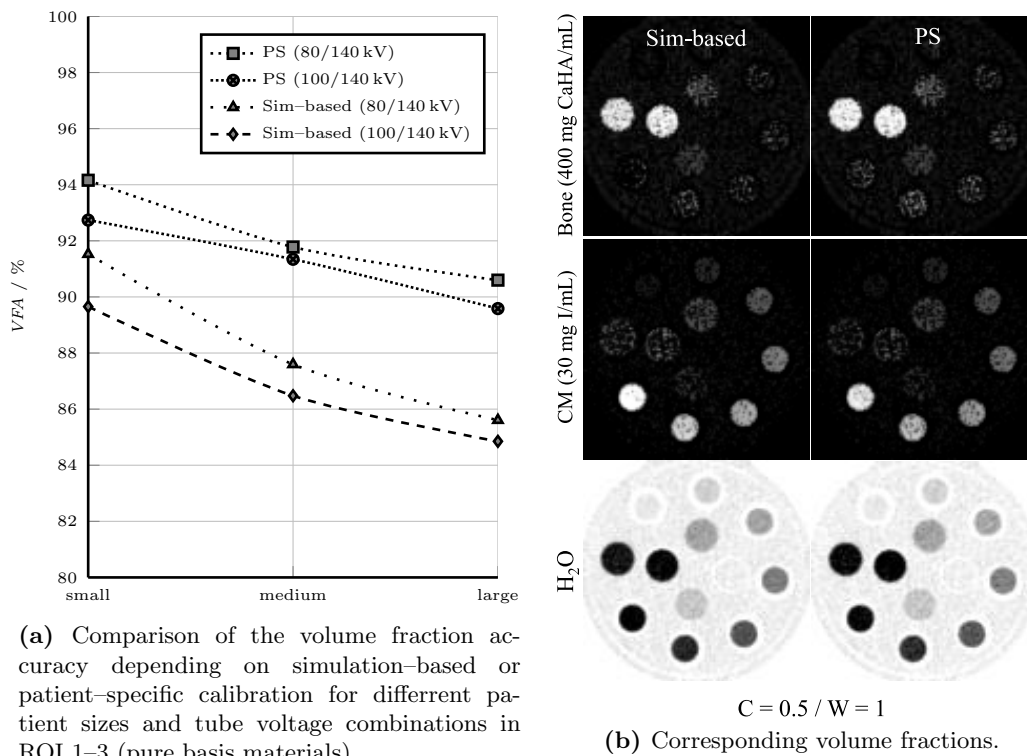 100
98
96
94
92
90
88
86
84
82
80
VFA / %
small medium large
PS (80/140 kV)
PS (100/140 kV)
Sim–based (80/140 kV)
Sim–based (100/140 kV)
(a) Comparison of the volume fraction ac-
curacy depending on simulation–based or
patient–specific calibration for differrent pa-
tient sizes and tube voltage combinations in
ROI 1–3 (pure basis materials)
Sim-based PS
Bone (400 mg CaHA/mL)
CM (30 mg I/mL)
H₂O
C = 0.5 / W = 1
(b) Corresponding volume fractions.